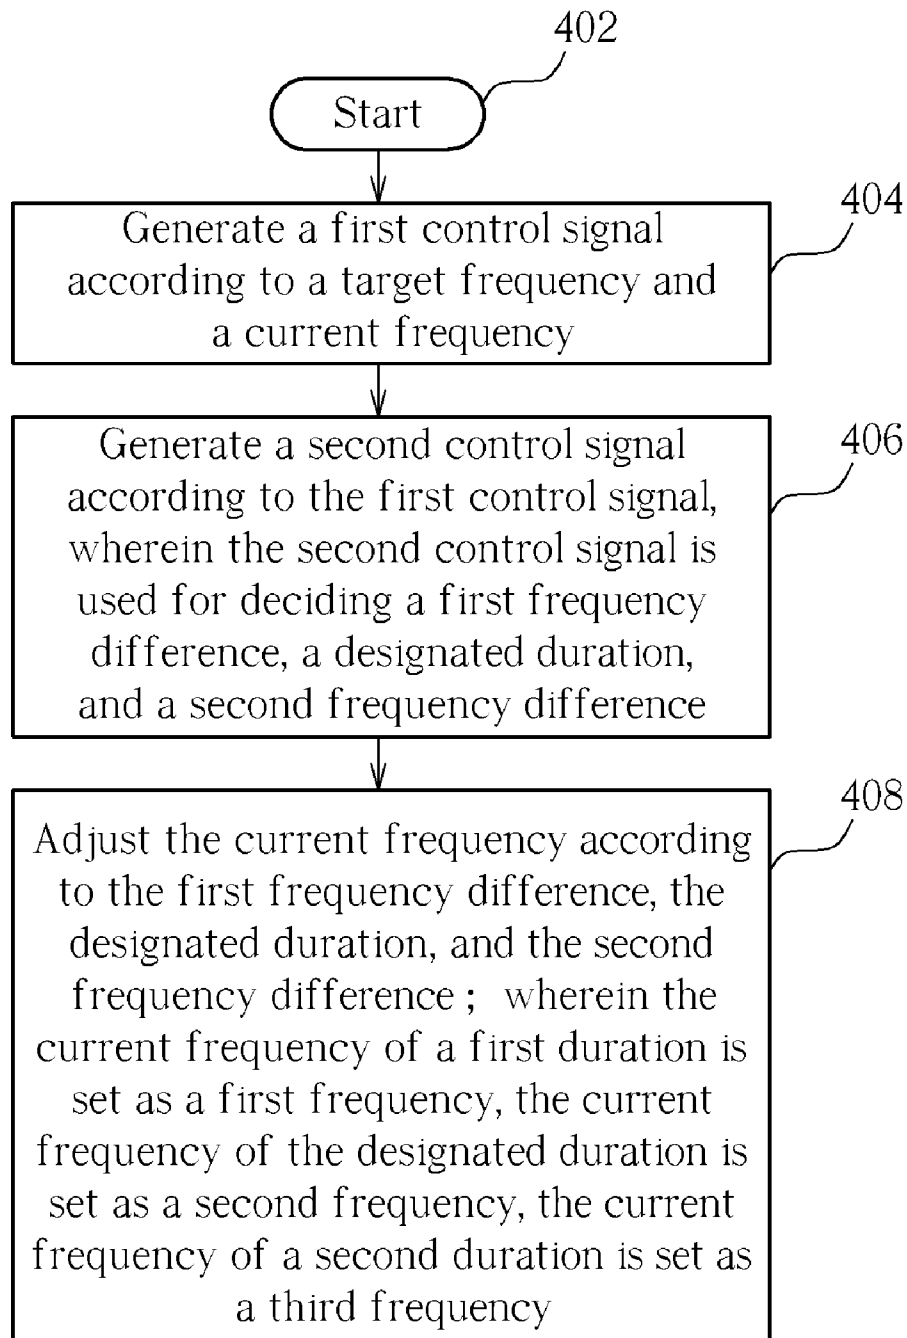 402
Start
404
Generate a first control signal
according to a target frequency and
a current frequency
406
Generate a second control signal
according to the first control signal,
wherein the second control signal is
used for deciding a first frequency
difference, a designated duration,
and a second frequency difference
408
Adjust the current frequency according
to the first frequency difference, the
designated duration, and the second
frequency difference ; wherein the
current frequency of a first duration is
set as a first frequency, the current
frequency of the designated duration is
set as a second frequency, the current
frequency of a second duration is set as
a third frequency